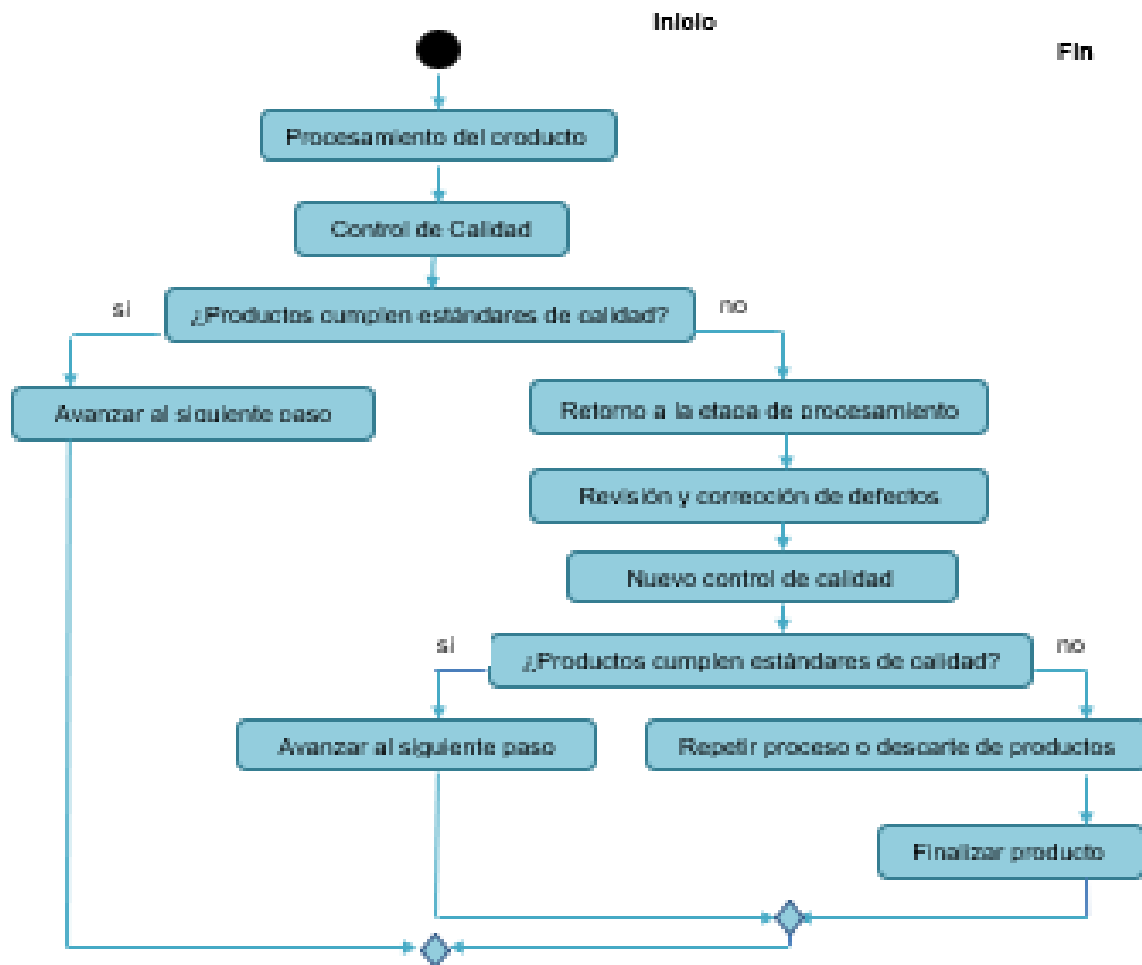 Inicio
Fin
Procesamiento del producto
Control de Calidad
si
¿Productos cumplen estándares de calidad?
no
Avanzar al siguiente paso
Retorno a la etapa de procesamiento
Revisión y corrección de defectos
Nuevo control de calidad
si
¿Productos cumplen estándares de calidad?
no
Avanzar al siguiente paso
Repetir proceso o descarte de productos
Finalizar producto